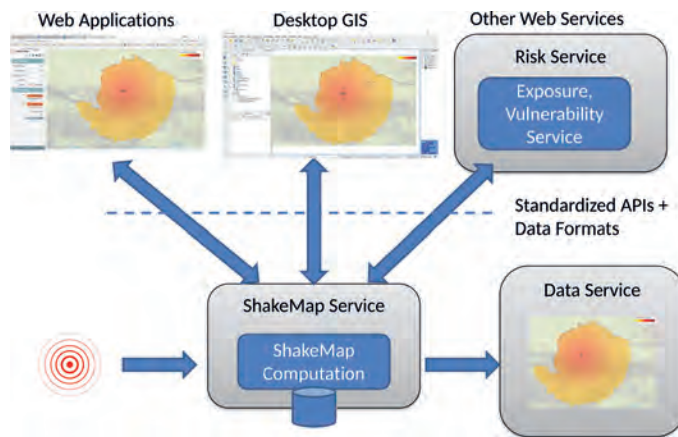 Web Applications
Desktop GIS
Other Web Services
Risk Service
Exposure,
Vulnerability
Service
Standardized APIs +
Data Formats
ShakeMap Service
ShakeMap
Computation
Data Service